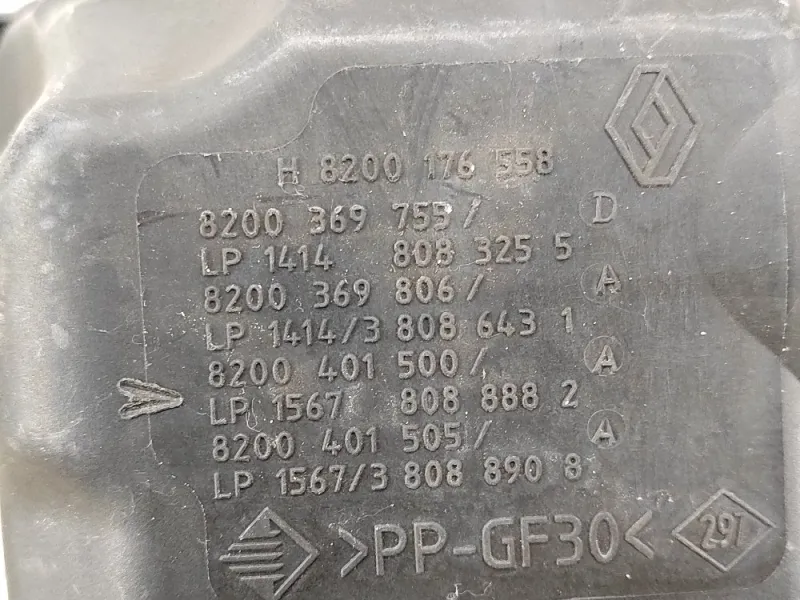 H 8200 176 558
8200 369 755/ D
LP 1414 808 325 5
8200 369 806/ A
LP 1414/3 808 643 1
8200 401 500/ A
LP 1567 808 888 2
8200 401 505/ A
LP 1567/3 808 890 8
>PP-GF30< 297